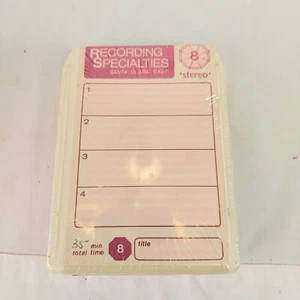 RECORDING
SPECIALTIES
SANTA CLARA, CALIF.
8
"stereo"
1
2
3
4
35 min
total time
8
title